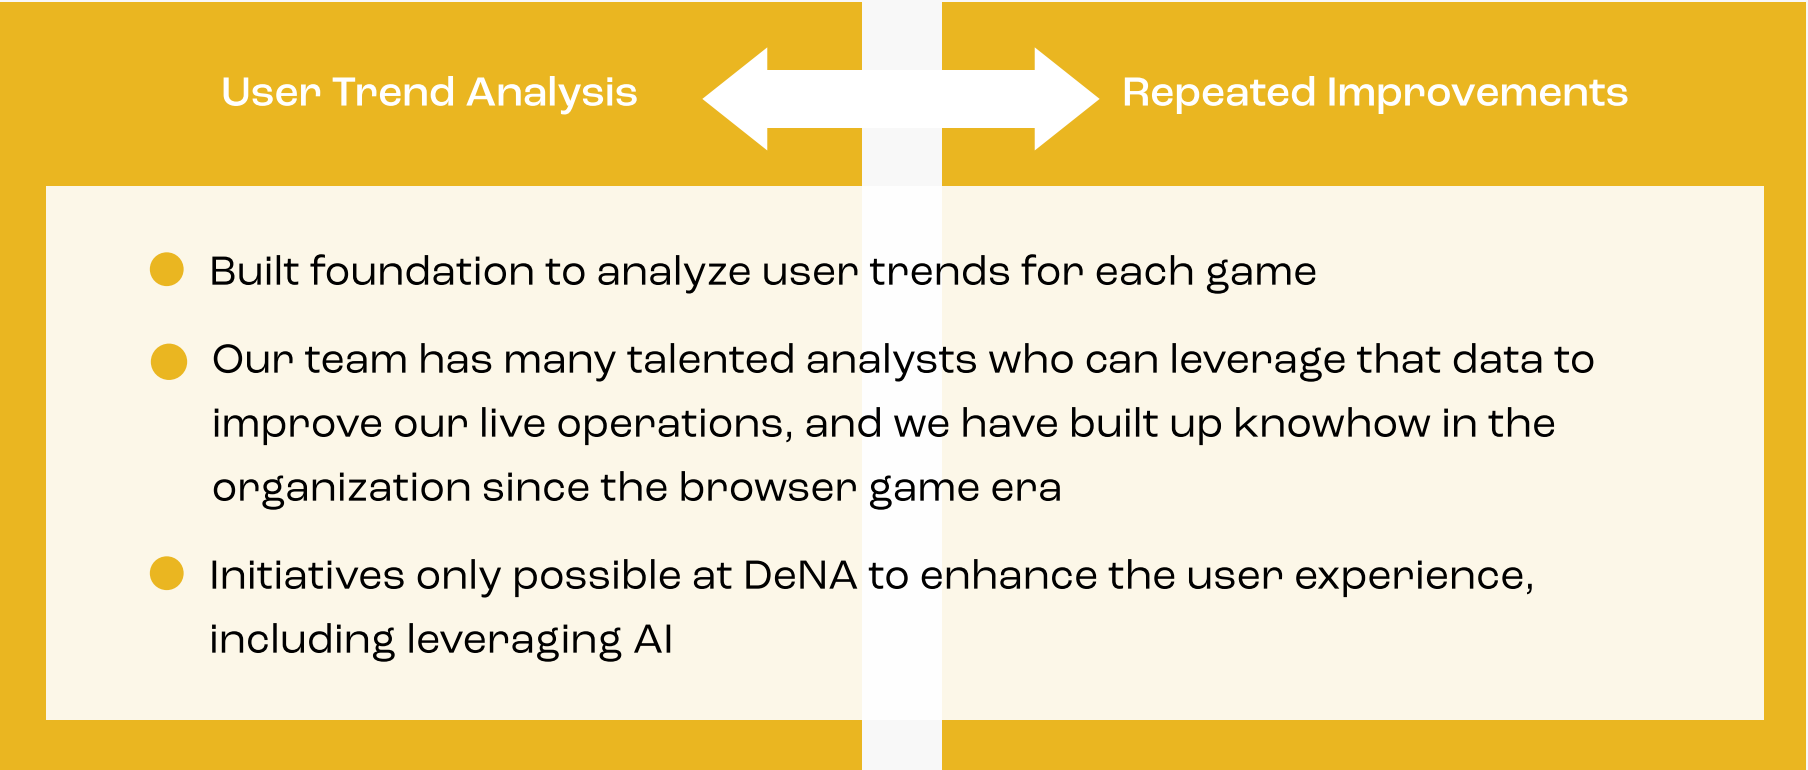 User Trend Analysis
Repeated Improvements
Built foundation to analyze user trends for each game
Our team has many talented analysts who can leverage that data to
improve our live operations, and we have built up knowhow in the
organization since the browser game era
Initiatives only possible at DeNA to enhance the user experience,
including leveraging AI